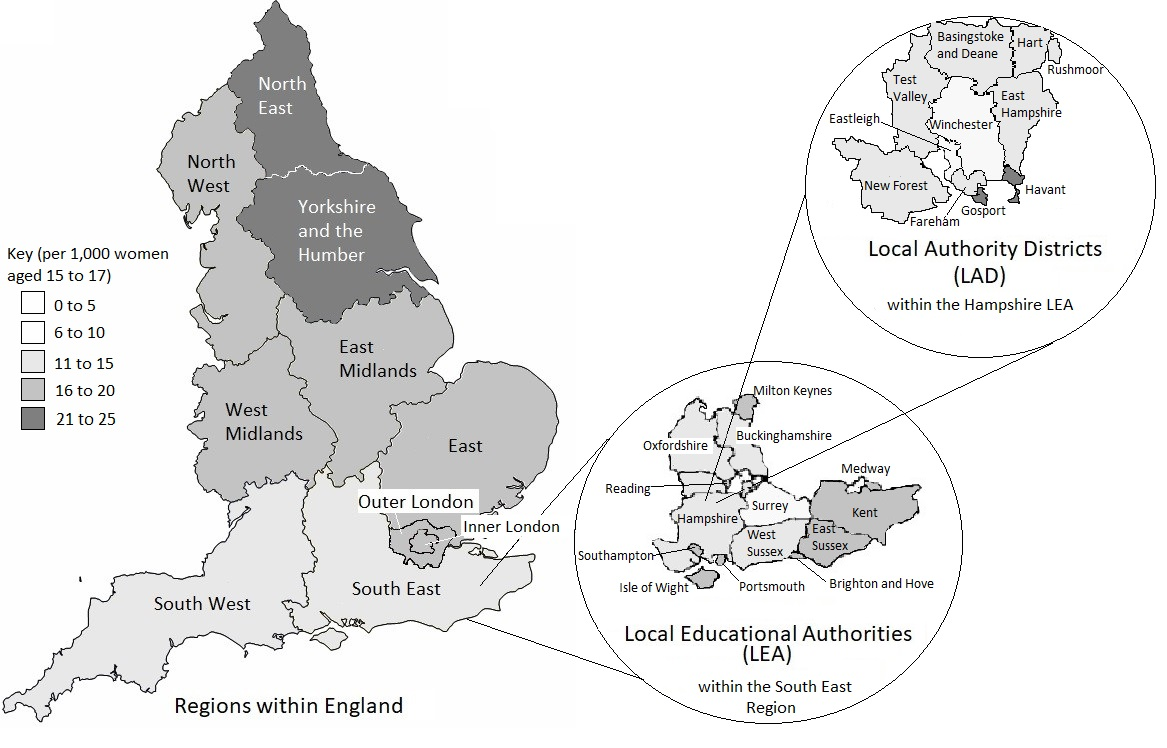 North
East
North
West
Yorkshire
and the
Humber
Key (per 1,000 women
aged 15 to 17)
0 to 5
6 to 10
11 to 15
16 to 20
21 to 25
East
Midlands
West
Midlands
East
Outer London
Inner London
South West
South East
Regions within England
Basingstoke
and Deane
Hart
Rushmoor
Test
Valley
East
Hampshire
Eastleigh
Winchester
New Forest
Havant
Gosport
Fareham
Local Authority Districts
(LAD)
within the Hampshire LEA
Milton Keynes
Oxfordshire
Buckinghamshire
Medway
Reading
Surrey
Kent
Hampshire
West
Sussex
East
Sussex
Southampton
Isle of Wight
Portsmouth
Brighton and Hove
Local Educational Authorities
(LEA)
within the South East
Region